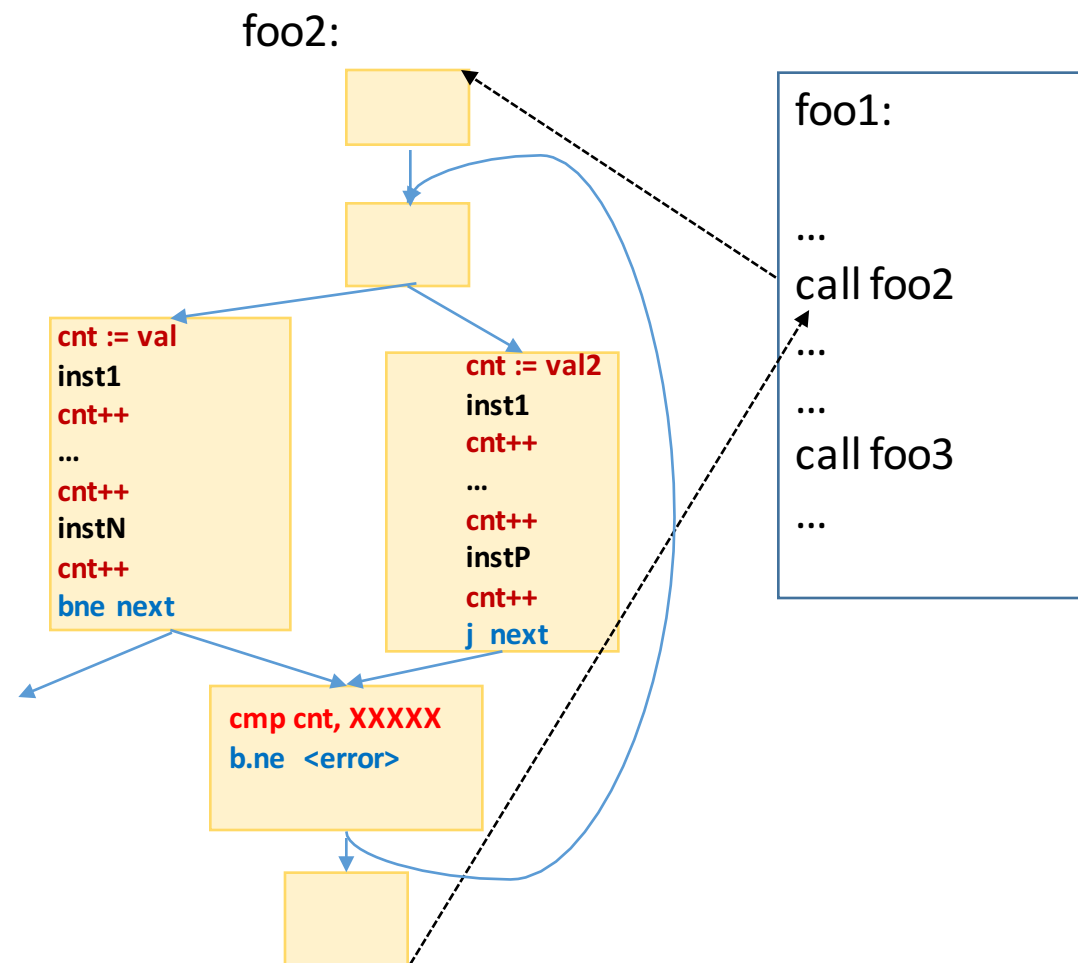 foo2:
foo1:
...
call foo2
...
...
call foo3
...
cnt := val
inst1
cnt++
...
cnt++
instN
cnt++
bne next
cnt := val2
inst1
cnt++
...
cnt++
instP
cnt++
j next
cmp cnt, XXXXX
b.ne <error>